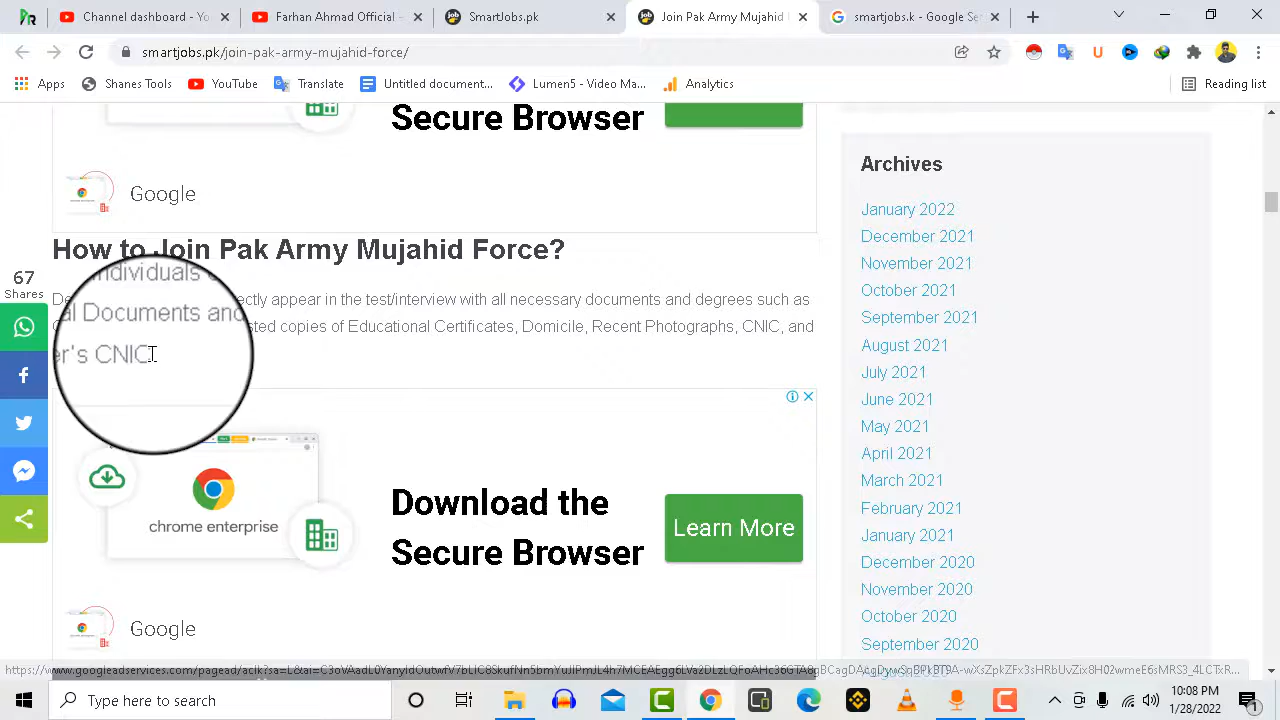 Channel Dashboard - Y
Farhan Ahmad Official -
SmartJobs.pk
Join Pak Army Mujahid
smartjobs.pk - Google Se
smartjobs.pk/join-pak-army-mujahid-force/
Apps
Shanes Tools
YouTube
Translate
Untitled document...
Lumen5 - Video Ma...
Analytics
Reading list
Secure Browser
Google
How to Join Pak Army Mujahid Force?
individuals
ectly appear in the test/interview with all necessary documents and degrees such as
al Documents and
sted copies of Educational Certificates, Domicile, Recent Photographs, CNIC, and
er's CNIC
67
Shares
chrome enterprise
Download the
Secure Browser
Learn More
Google
Archives
January 2022
December 2021
November 2021
October 2021
September 2021
August 2021
July 2021
June 2021
May 2021
April 2021
March 2021
February 2021
January 2021
December 2020
November 2020
October 2020
September 2020
Type here to search
10:08 PM
1/28/2022
1